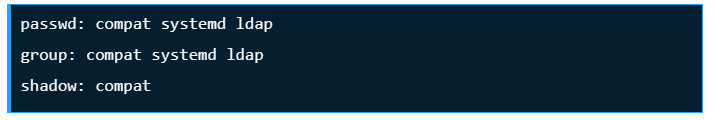 passwd: compat systemd ldap
group: compat systemd ldap
shadow: compat